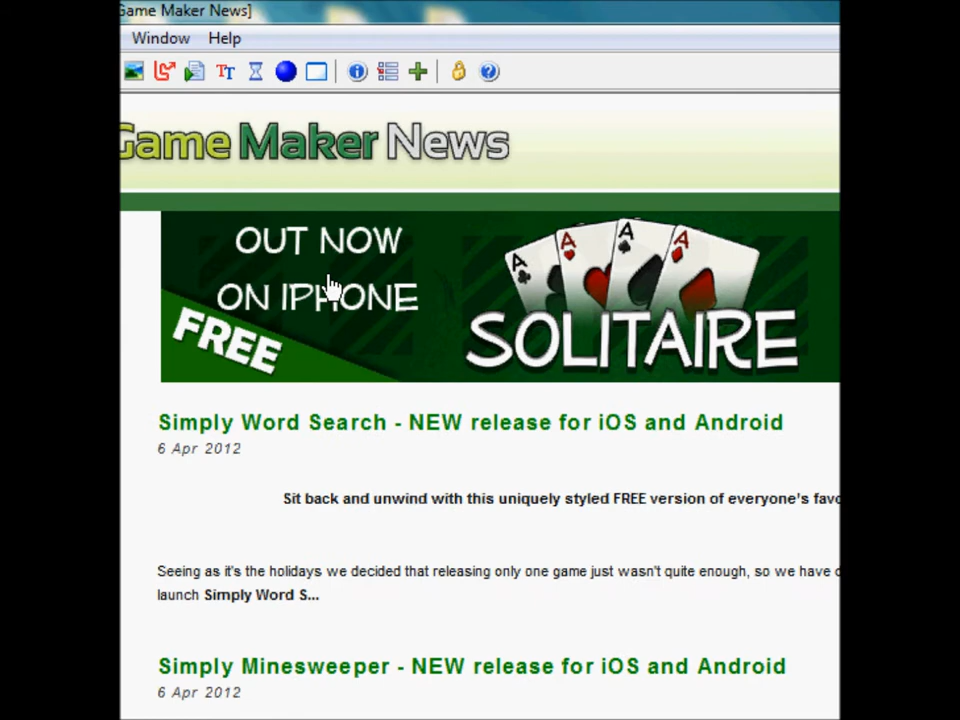 Game Maker News]
Window Help
Game Maker News
OUT NOW
ON IPHONE
FREE
A A A A
SOLITAIRE
Simply Word Search - NEW release for iOS and Android
6 Apr 2012
Sit back and unwind with this uniquely styled FREE version of everyone's
Seeing as it's the holidays we decided that releasing only one game just wasn't quite enough, so we have
launch Simply Word S...
Simply Minesweeper - NEW release for iOS and Android
6 Apr 2012